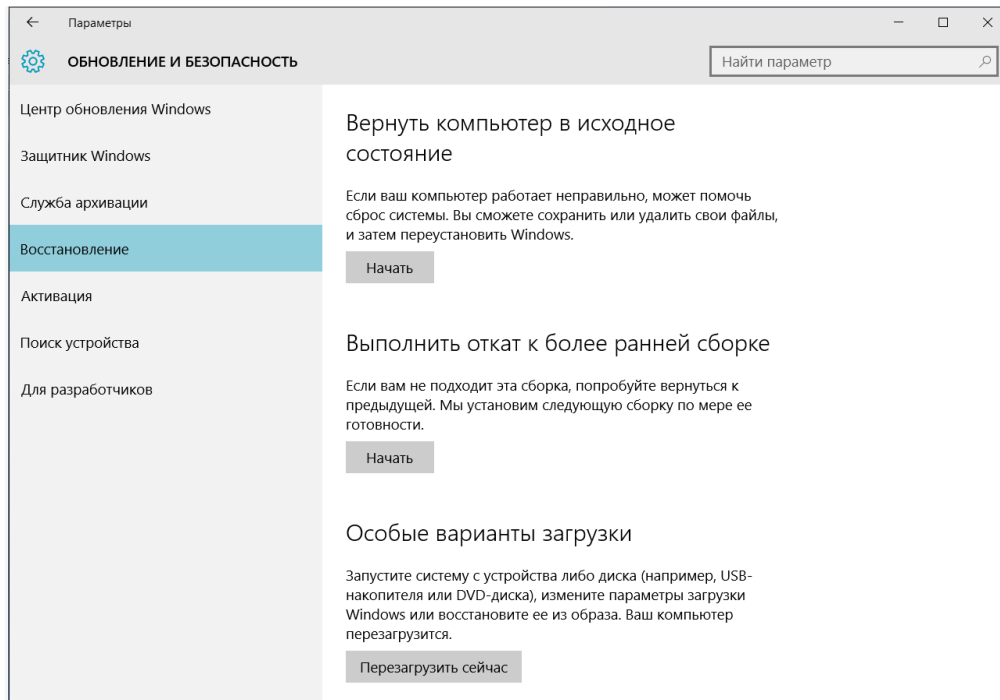 Параметры
ОБНОВЛЕНИЕ И БЕЗОПАСНОСТЬ
Найти параметр
Центр обновления Windows
Защитник Windows
Служба архивации
Восстановление
Активация
Поиск устройства
Для разработчиков
Вернуть компьютер в исходное
состояние
Если ваш компьютер работает неправильно, может помочь
сброс системы. Вы сможете сохранить или удалить свои файлы,
и затем переустановить Windows.
Начать
Выполнить откат к более ранней сборке
Если вам не подходит эта сборка, попробуйте вернуться к
предыдущей. Мы установим следующую сборку по мере ее
готовности.
Начать
Особые варианты загрузки
Запустите систему с устройства либо диска (например, USB-
накопителя или DVD-диска), измените параметры загрузки
Windows или восстановите ее из образа. Ваш компьютер
перезагрузится.
Перезагрузить сейчас